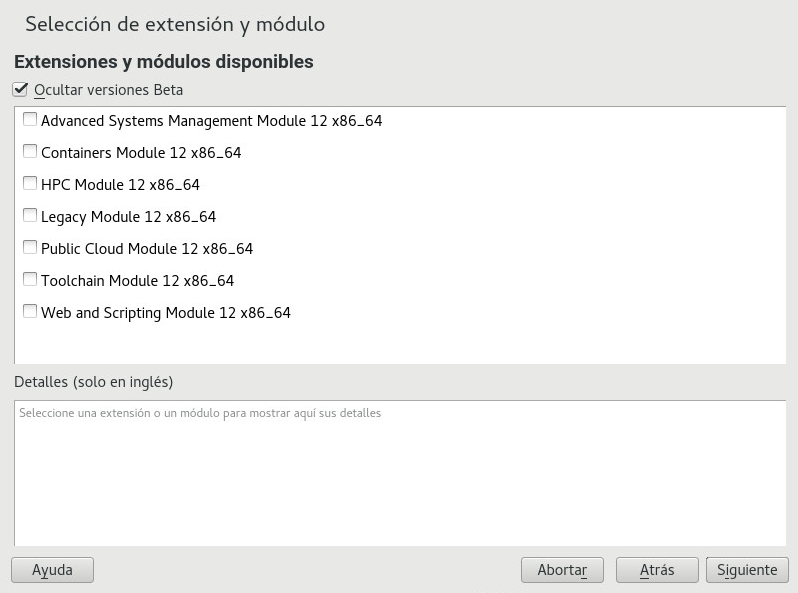 Selección de extensión y módulo
Extensiones y módulos disponibles
Ocultar versiones Beta
Advanced Systems Management Module 12 x86_64
Containers Module 12 x86_64
HPC Module 12 x86_64
Legacy Module 12 x86_64
Public Cloud Module 12 x86_64
Toolchain Module 12 x86_64
Web and Scripting Module 12 x86_64
Detalles (solo en inglés)
Seleccione una extensión o un módulo para mostrar aquí sus detalles
Ayuda Abortar Atrás Siguiente